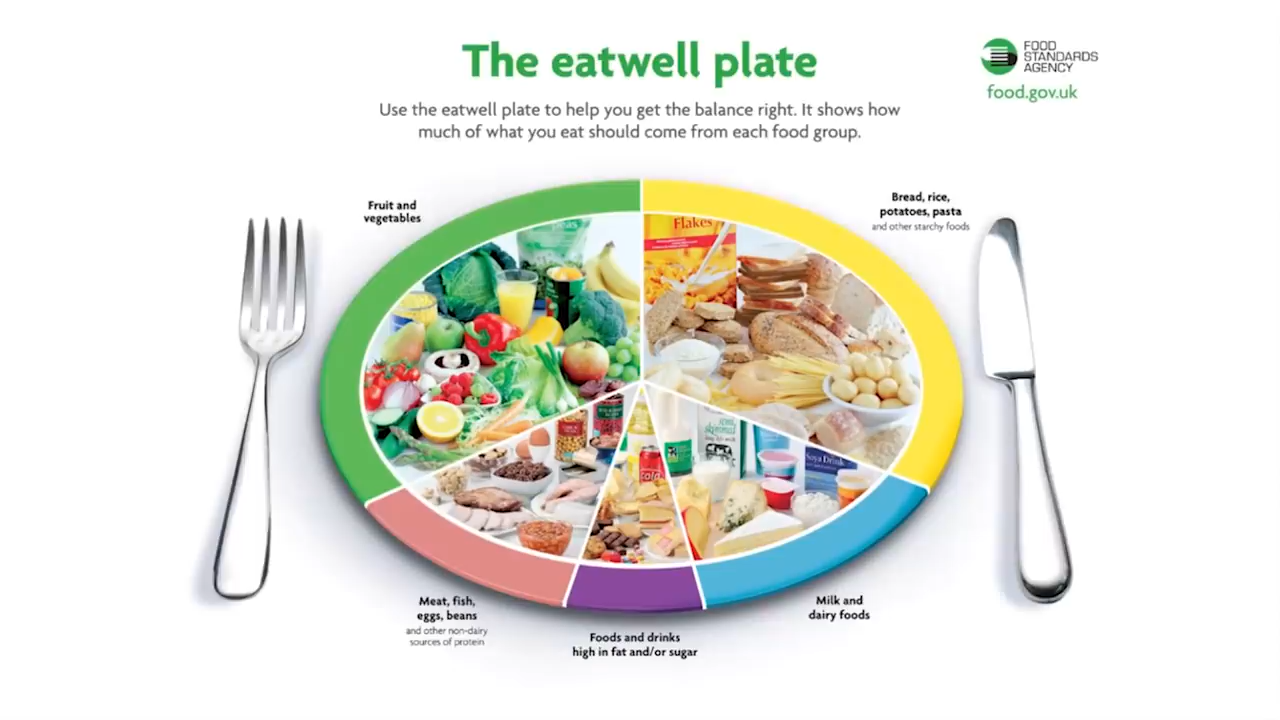 The eatwell plate
Use the eatwell plate to help you get the balance right. It shows how
much of what you eat should come from each food group.
FOOD
STANDARDS
AGENCY
food.gov.uk
Fruit and
vegetables
Bread, rice,
potatoes, pasta
and other starchy foods
peas
Flakes
Soya Drink
cola
Meat, fish,
eggs, beans
and other non-dairy
sources of protein
Foods and drinks
high in fat and/or sugar
Milk and
dairy foods